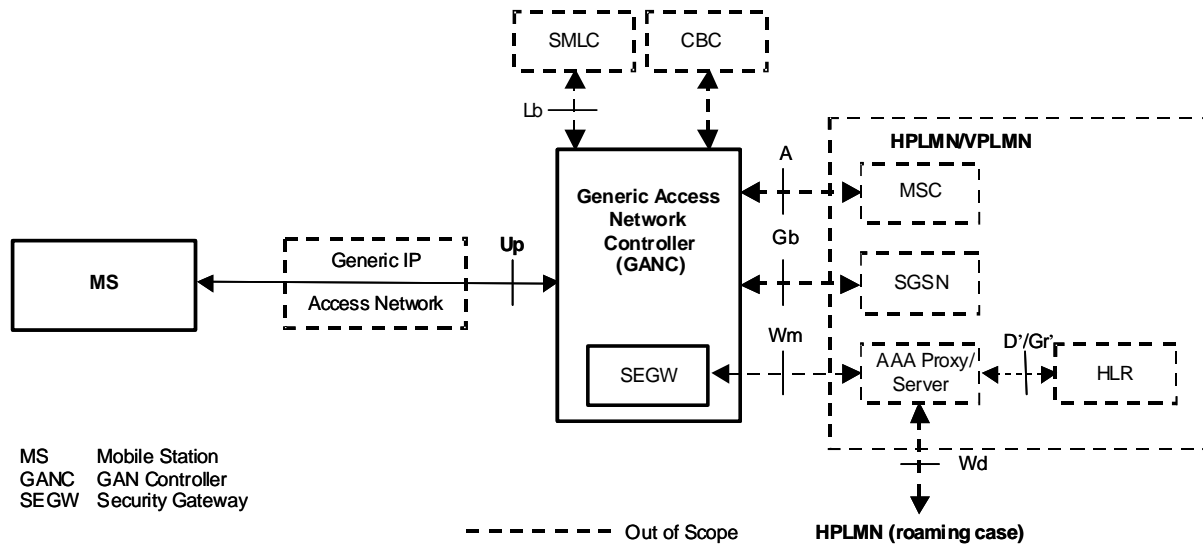 SMLC
CBC
Lb
HPLMN/VPLMN
A
MSC
Generic Access
Network
Controller
(GANC)
Gb
Up
Generic IP
Access Network
MS
SGSN
Wm
D'/Gr'
SEGW
AAA Proxy/
Server
HLR
MS Mobile Station
GANC GAN Controller
SEGW Security Gateway
Wd
Out of Scope
HPLMN (roaming case)